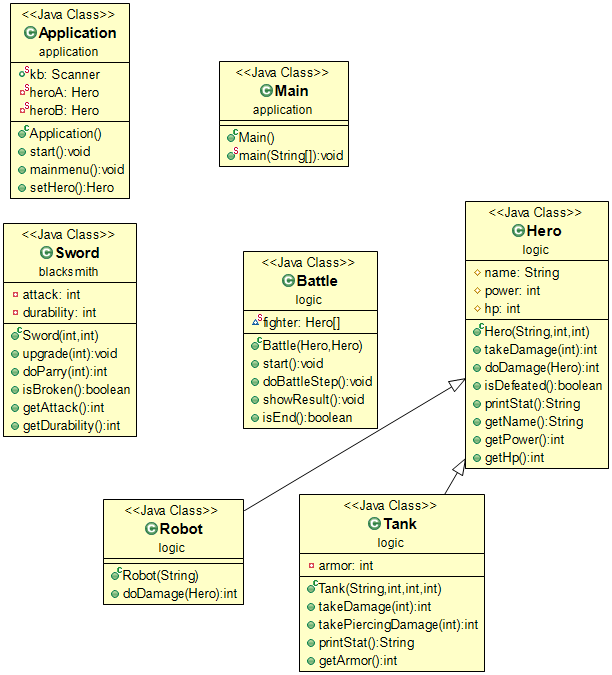 <<Java Class>>
Application
application
kb: Scanner
heroA: Hero
heroB: Hero
Application()
start():void
mainmenu():void
setHero():Hero
<<Java Class>>
Main
application
Main()
main(String[]):void
<<Java Class>>
Sword
blacksmith
attack: int
durability: int
Sword(int,int)
upgrade(int):void
doParry(int):int
isBroken():boolean
getAttack():int
getDurability():int
<<Java Class>>
Battle
logic
fighter: Hero[]
Battle(Hero,Hero)
start():void
doBattleStep():void
showResult():void
isEnd():boolean
<<Java Class>>
Hero
logic
name: String
power: int
hp: int
Hero(String,int,int)
takeDamage(int):int
doDamage(Hero):int
isDefeated():boolean
printStat():String
getName():String
getPower():int
getHp():int
<<Java Class>>
Robot
logic
Robot(String)
doDamage(Hero):int
<<Java Class>>
Tank
logic
armor: int
Tank(String,int,int,int)
takeDamage(int):int
takePiercingDamage(int):int
printStat():String
getArmor():int